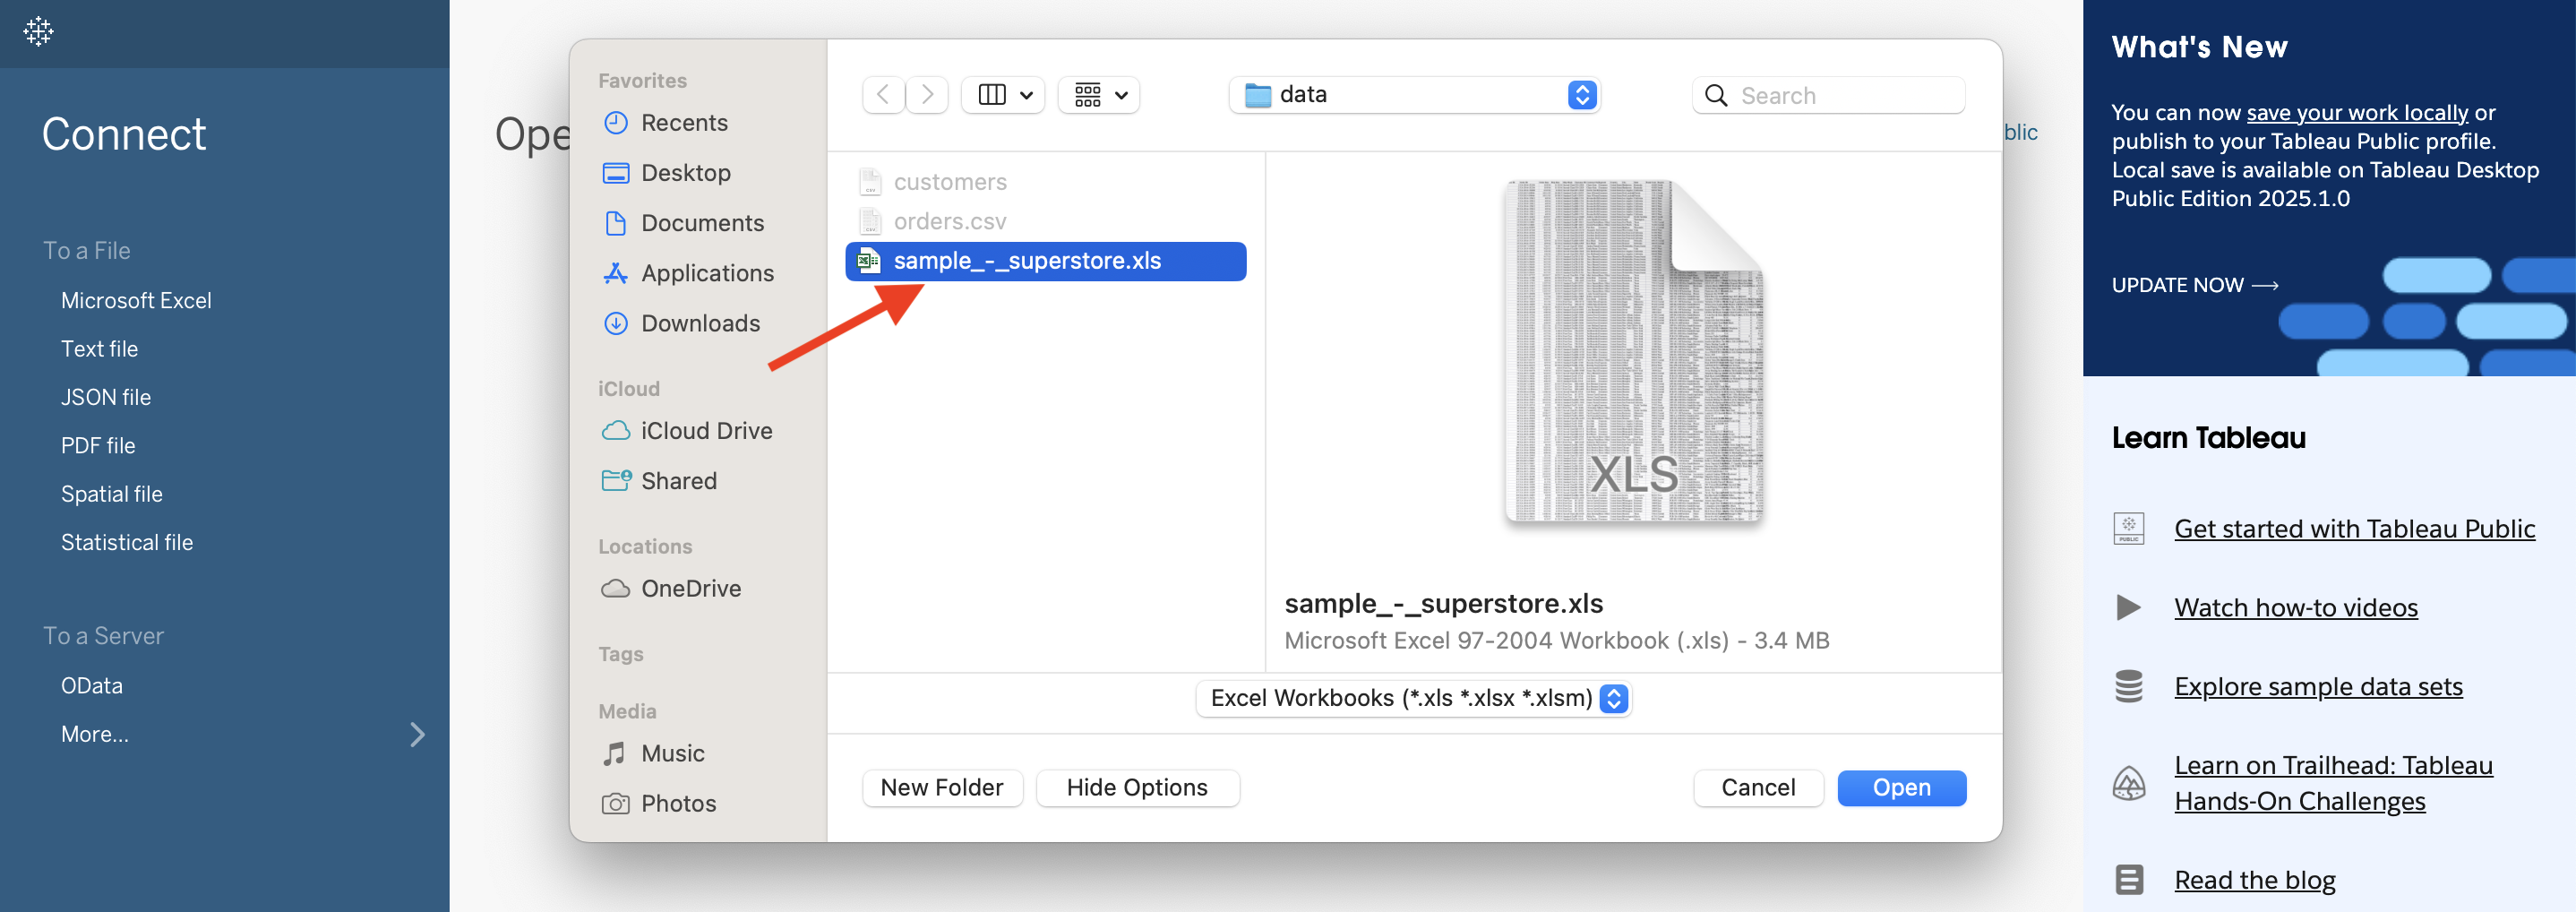 Connect
To a File
Microsoft Excel
Text file
JSON file
PDF file
Spatial file
Statistical file
To a Server
OData
More...
Ope
blic
Favorites
Recents
Desktop
Documents
Applications
Downloads
iCloud
iCloud Drive
Shared
Locations
OneDrive
Tags
Media
Music
Photos
data
Search
customers
orders.csv
sample_-_superstore.xls
XLS
sample_-_superstore.xls
Microsoft Excel 97-2004 Workbook (.xls) - 3.4 MB
Excel Workbooks (*.xls *.xlsx *.xlsm)
New Folder
Hide Options
Cancel
Open
What's New
You can now save your work locally or
publish to your Tableau Public profile.
Local save is available on Tableau Desktop
Public Edition 2025.1.0
UPDATE NOW →
Learn Tableau
PUBLIC
Get started with Tableau Public
Watch how-to videos
Explore sample data sets
Learn on Trailhead: Tableau
Hands-On Challenges
Read the blog